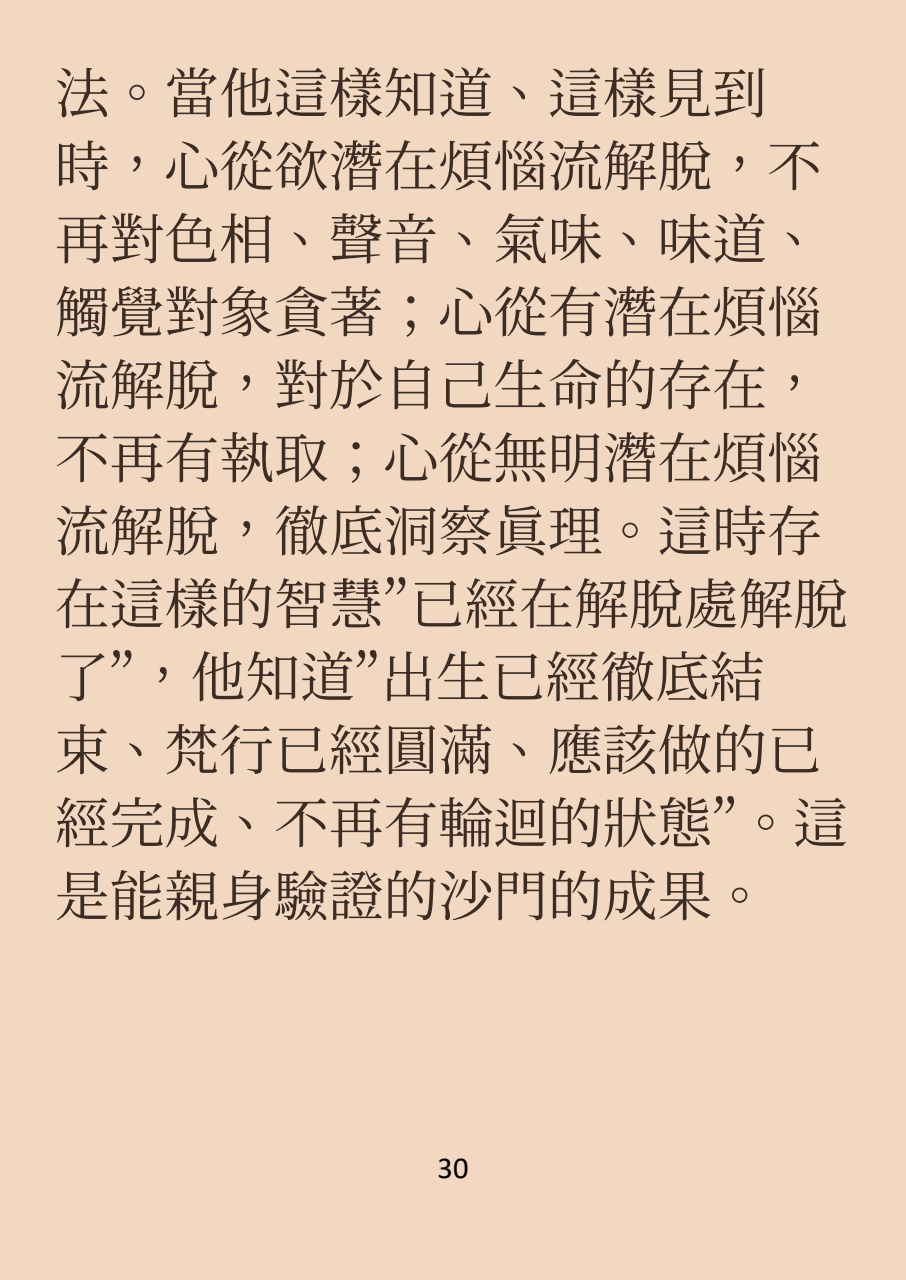 法。當他這樣知道、這樣見到
時，心從欲潛在煩惱流解脫，不
再對色相、聲音、氣味、味道、
觸覺對象貪著；心從有潛在煩惱
流解脫，對於自己生命的存在，
不再有執取；心從無明潛在煩惱
流解脫，徹底洞察眞理。這時存
在這樣的智慧”已經在解脫處解脫
了”，他知道”出生已經徹底結
束、梵行已經圓滿、應該做的已
經完成、不再有輪迴的狀態”。這
是能親身驗證的沙門的成果。
30